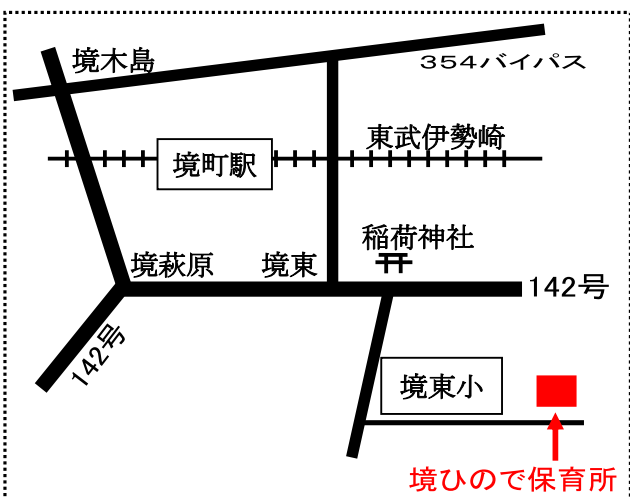 境木島
354バイパス
東武伊勢崎
境町駅
稲荷神社
境萩原
境東
142号
142号
境東小
境ひので保育所